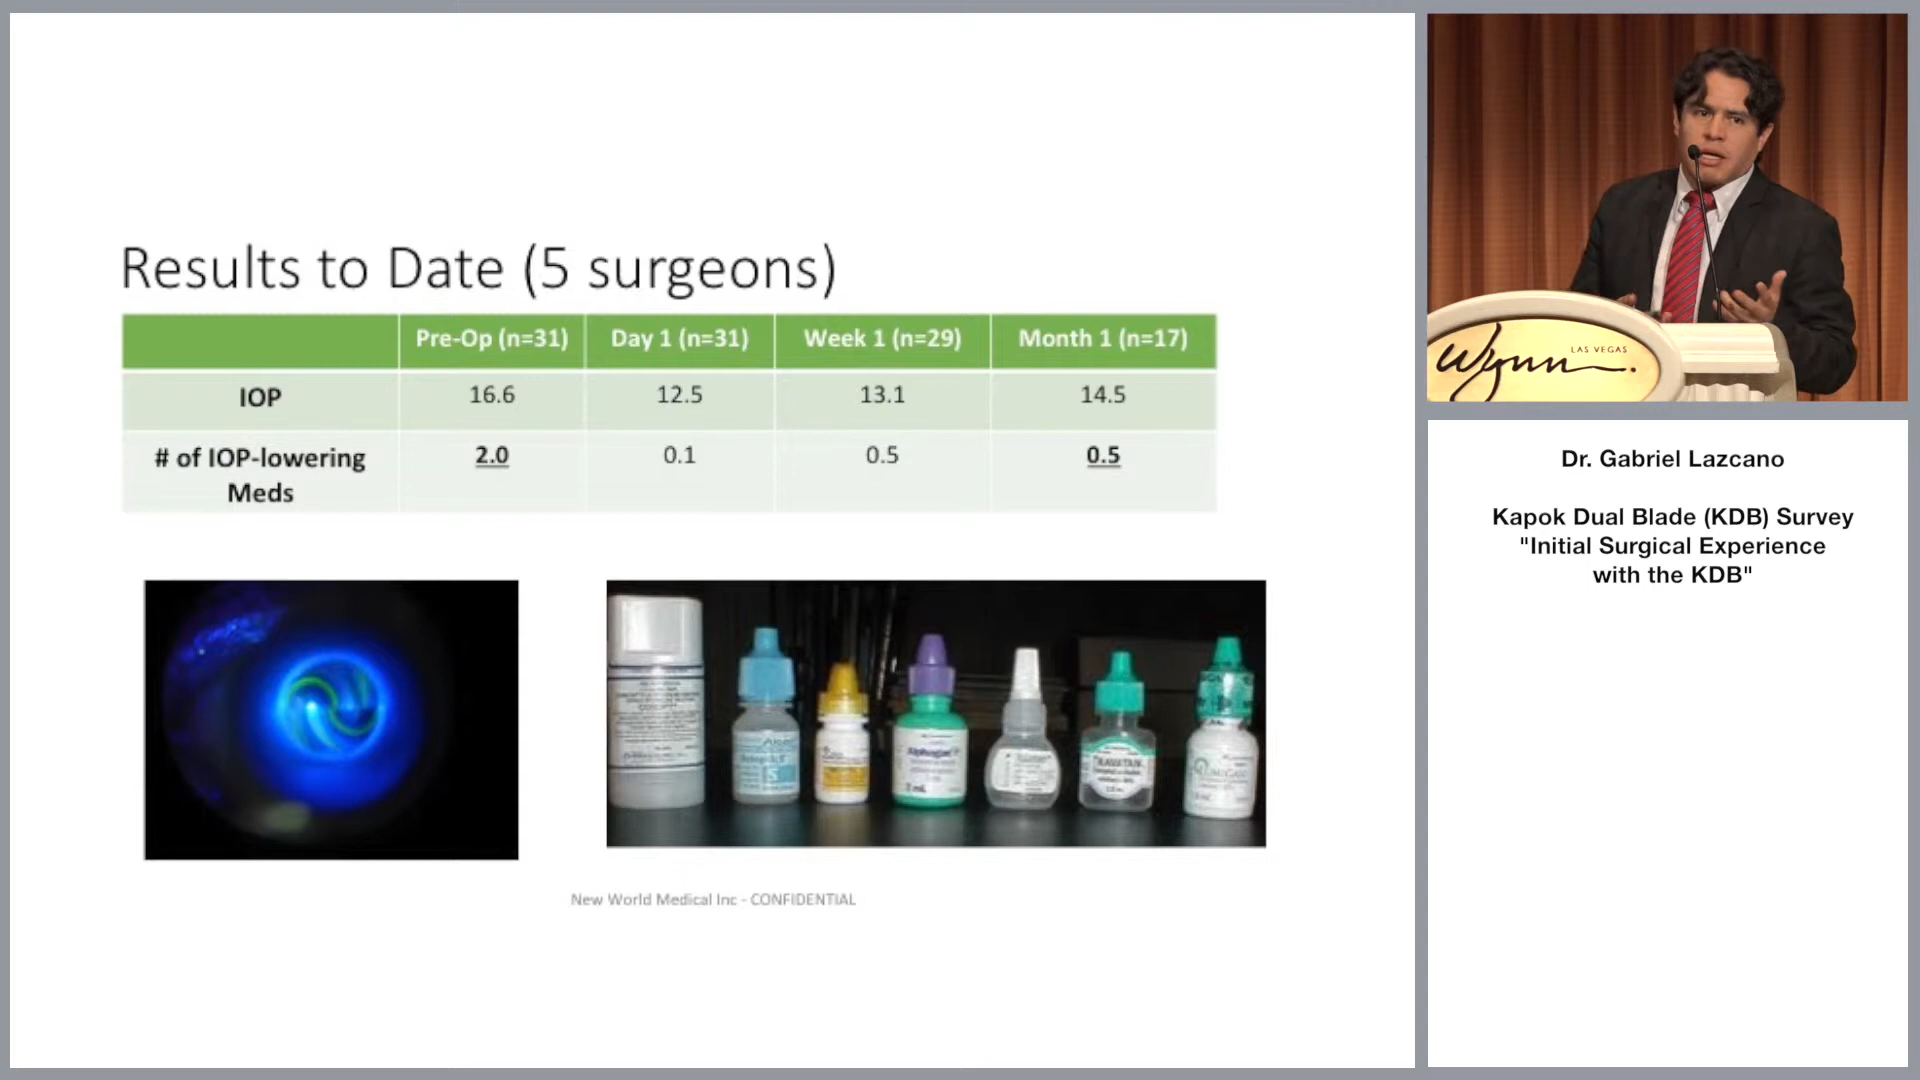 Results to Date (5 surgeons)
Pre-Op (n=31) Day 1 (n=31) Week 1 (n=29) Month 1 (n=17)
IOP 16.6 12.5 13.1 14.5
# of IOP-lowering Meds 2.0 0.1 0.5 0.5
TRAVATAN
New World Medical Inc - CONFIDENTIAL
Wynn
LAS VEGAS
Dr. Gabriel Lazcano
Kapok Dual Blade (KDB) Survey
"Initial Surgical Experience
with the KDB"